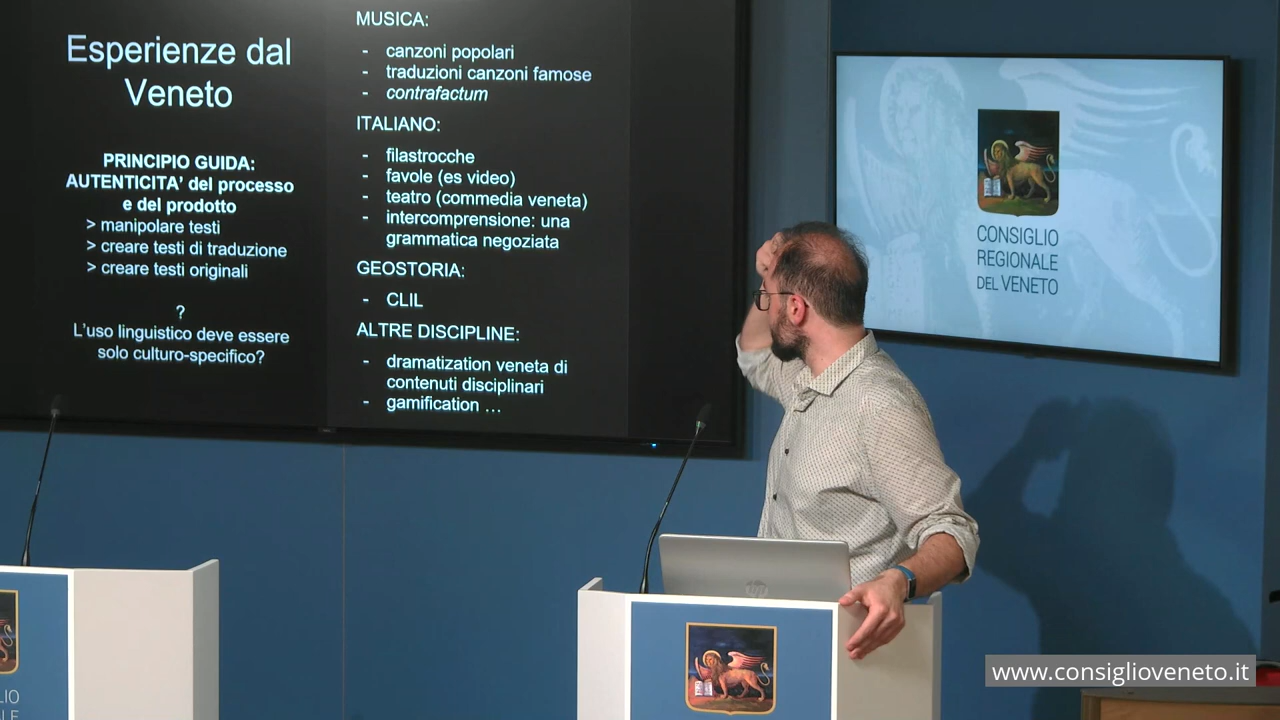 Esperienze dal
Veneto
PRINCIPIO GUIDA:
AUTENTICITA' del processo
e del prodotto
> manipolare testi
> creare testi di traduzione
> creare testi originali
?
L'uso linguistico deve essere
solo culturo-specifico?
MUSICA:
- canzoni popolari
- traduzioni canzoni famose
- contrafactum
ITALIANO:
- filastrocche
- favole (es video)
- teatro (commedia veneta)
- intercomprensione: una
grammatica negoziata
GEOSTORIA:
- CLIL
ALTRE DISCIPLINE:
- dramatization veneta di
contenuti disciplinari
- gamification ...
CONSIGLIO
REGIONALE
DEL VENETO
hp
LIO
LE
www.consiglioveneto.it